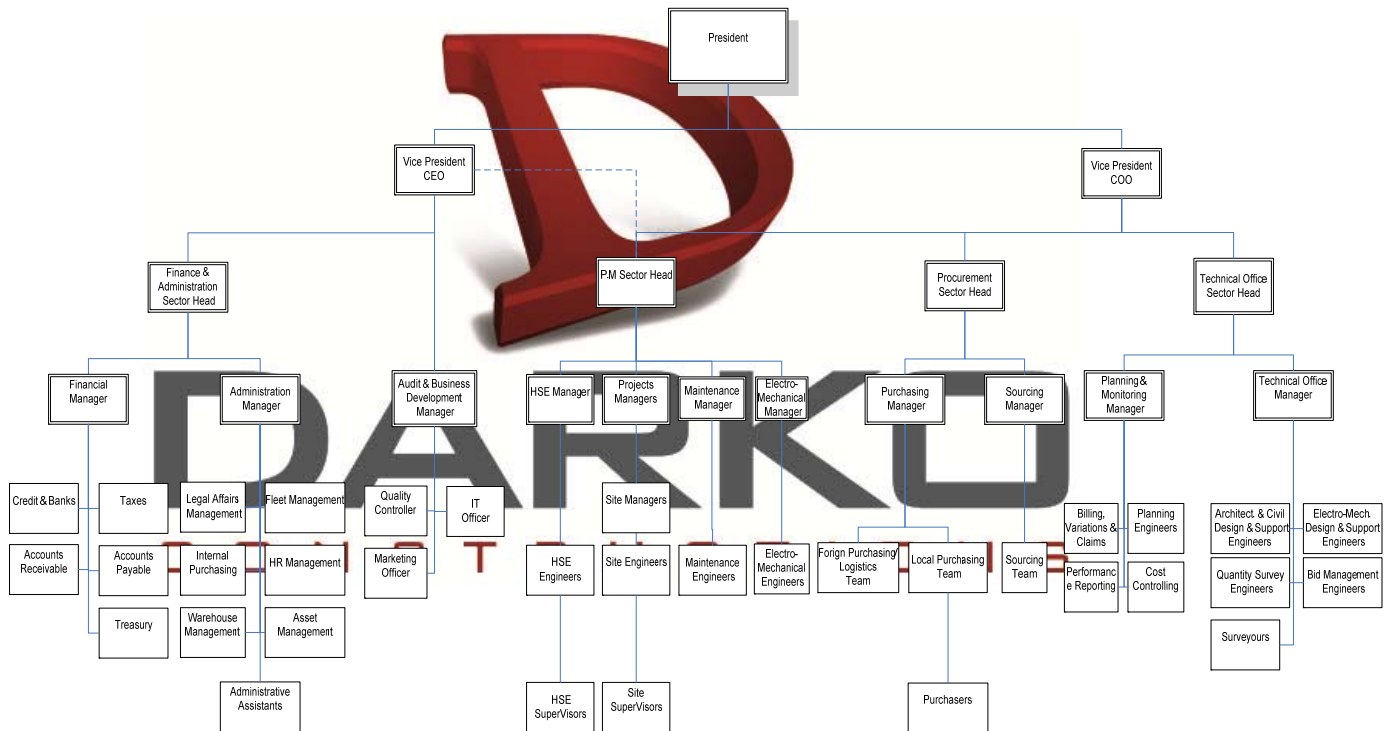 President
Vice President
CEO
Vice President
COO
Finance &
Administration
Sector Head
P.M Sector Head
Procurement
Sector Head
Technical Office
Sector Head
Financial
Manager
Administration
Manager
Audit & Business
Development
Manager
HSE Manager
Projects
Managers
Maintenance
Manager
Electro-
Mechanical
Manager
Purchasing
Manager
Sourcing
Manager
Planning &
Monitoring
Manager
Technical Office
Manager
DARKO
Credit & Banks
Taxes
Legal Affairs
Management
Fleet Management
Quality
Controller
IT
Officer
Site Managers
Billing,
Variations &
Claims
Planning
Engineers
Architect. & Civil
Design & Support
Engineers
Electro-Mech.
Design & Support
Engineers
Accounts
Receivable
Accounts
Payable
Internal
Purchasing
HR Management
Marketing
Officer
HSE
Engineers
Site Engineers
Maintenance
Engineers
Electro-
Mechanical
Engineers
Forign Purchasing/
Logistics
Team
Local Purchasing
Team
Sourcing
Team
Performanc
e Reporting
Cost
Controlling
Quantity Survey
Engineers
Bid Management
Engineers
Treasury
Warehouse
Management
Asset
Management
Surveyours
Administrative
Assistants
HSE
SuperVisors
Site
SuperVisors
Purchasers